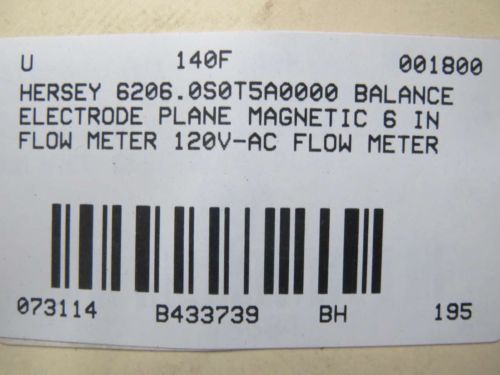 U 140F 001800
HERSEY 6206.0S0T5A0000 BALANCE
ELECTRODE PLANE MAGNETIC 6 IN
FLOW METER 120V-AC FLOW METER
073114 B433739 BH 195